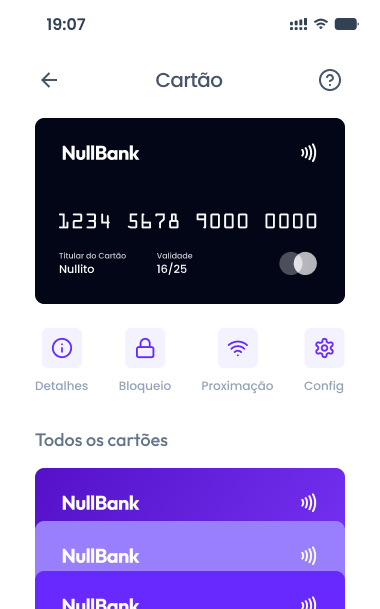 19:07
Cartão
NullBank
1234 5678 9000 0000
Titular do Cartão Validade
Nullito 16/25
Detalhes Bloqueio Proximação Config
Todos os cartões
NullBank
NullBank
NullBank